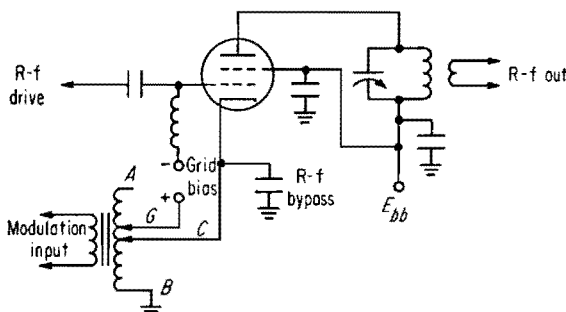 R-f
drive
R-f out
- Grid
bias
+
R-f
bypass
A
G
C
B
Modulation
input
E_bb